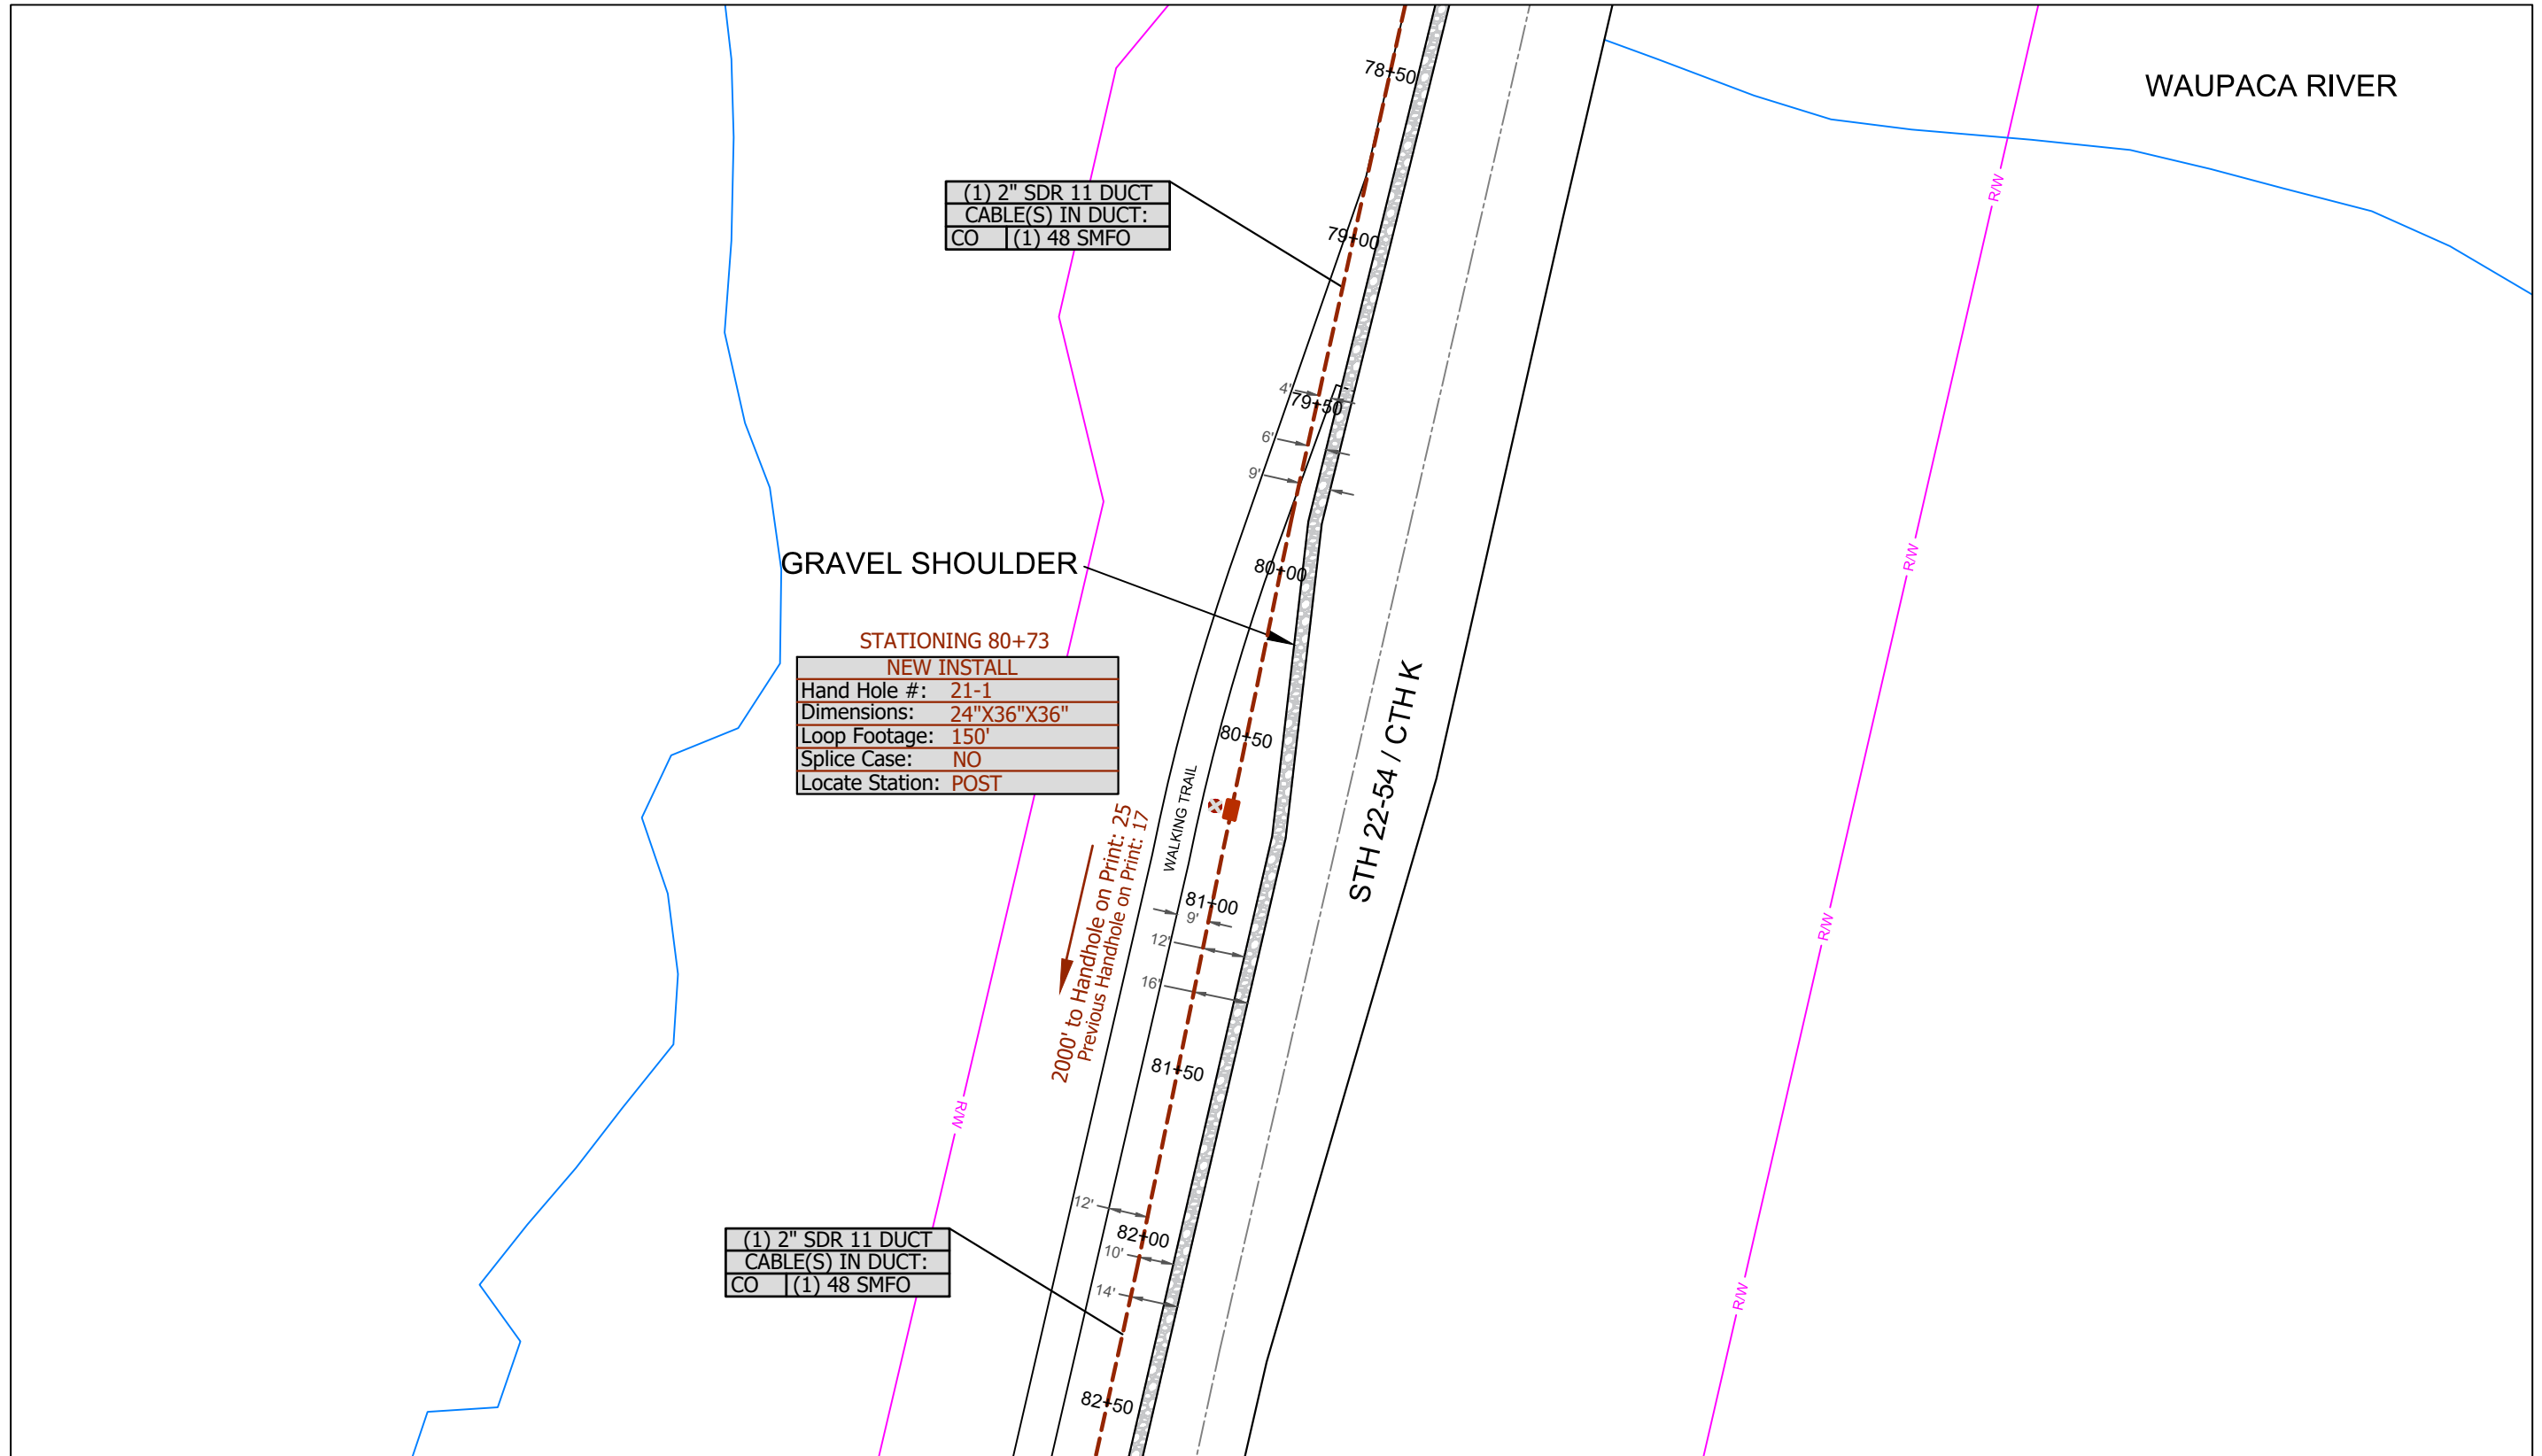 78+50
WAUPACA RIVER
R/W
(1) 2" SDR 11 DUCT
CABLE(S) IN DUCT:
CO (1) 48 SMFO
79+00
4'
79+50
6'
9'
R/W
GRAVEL SHOULDER
80+00
STATIONING 80+73
NEW INSTALL
Hand Hole #: 21-1
Dimensions: 24"X36"X36"
Loop Footage: 150'
Splice Case: NO
Locate Station: POST
80+50
STH 22-54 / CTH K
WALKING TRAIL
2000' to Handhole on Print: 25
Previous Handhole on Print: 17
81+00
9'
R/W
12'
16'
81+50
R/W
12'
82+00
(1) 2" SDR 11 DUCT
CABLE(S) IN DUCT:
CO (1) 48 SMFO
10'
14'
R/W
82+50